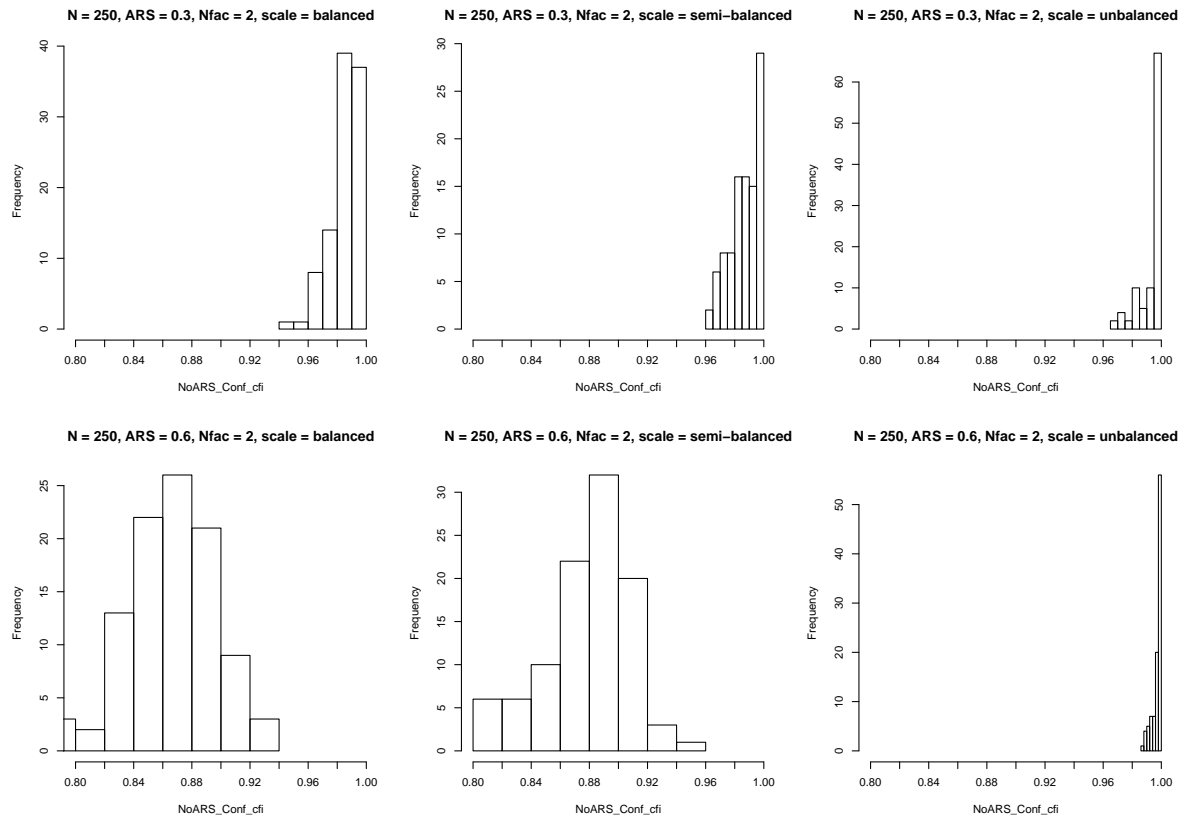 N = 250, ARS = 0.3, Nfac = 2, scale = balanced
Frequency
0
10
20
30
40
0.80 0.84 0.88 0.92 0.96 1.00
NoARS_Conf_cfi
N = 250, ARS = 0.3, Nfac = 2, scale = semi−balanced
Frequency
0
5
10
15
20
25
30
0.80 0.84 0.88 0.92 0.96 1.00
NoARS_Conf_cfi
N = 250, ARS = 0.3, Nfac = 2, scale = unbalanced
Frequency
0
10
20
30
40
50
60
0.80 0.84 0.88 0.92 0.96 1.00
NoARS_Conf_cfi
N = 250, ARS = 0.6, Nfac = 2, scale = balanced
Frequency
0
5
10
15
20
25
0.80 0.84 0.88 0.92 0.96 1.00
NoARS_Conf_cfi
N = 250, ARS = 0.6, Nfac = 2, scale = semi−balanced
Frequency
0
5
10
15
20
25
30
0.80 0.84 0.88 0.92 0.96 1.00
NoARS_Conf_cfi
N = 250, ARS = 0.6, Nfac = 2, scale = unbalanced
Frequency
0
10
20
30
40
50
0.80 0.84 0.88 0.92 0.96 1.00
NoARS_Conf_cfi